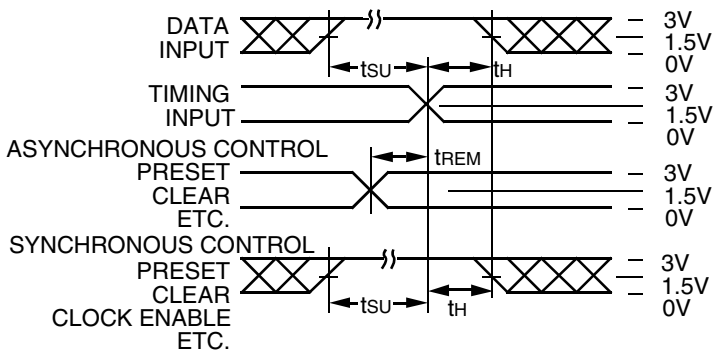 DATA
INPUT
3V
1.5V
0V
tSU
tH
TIMING
INPUT
3V
1.5V
0V
ASYNCHRONOUS CONTROL
tREM
PRESET
CLEAR
ETC.
3V
1.5V
0V
SYNCHRONOUS CONTROL
PRESET
CLEAR
CLOCK ENABLE
ETC.
3V
1.5V
0V
tSU
tH